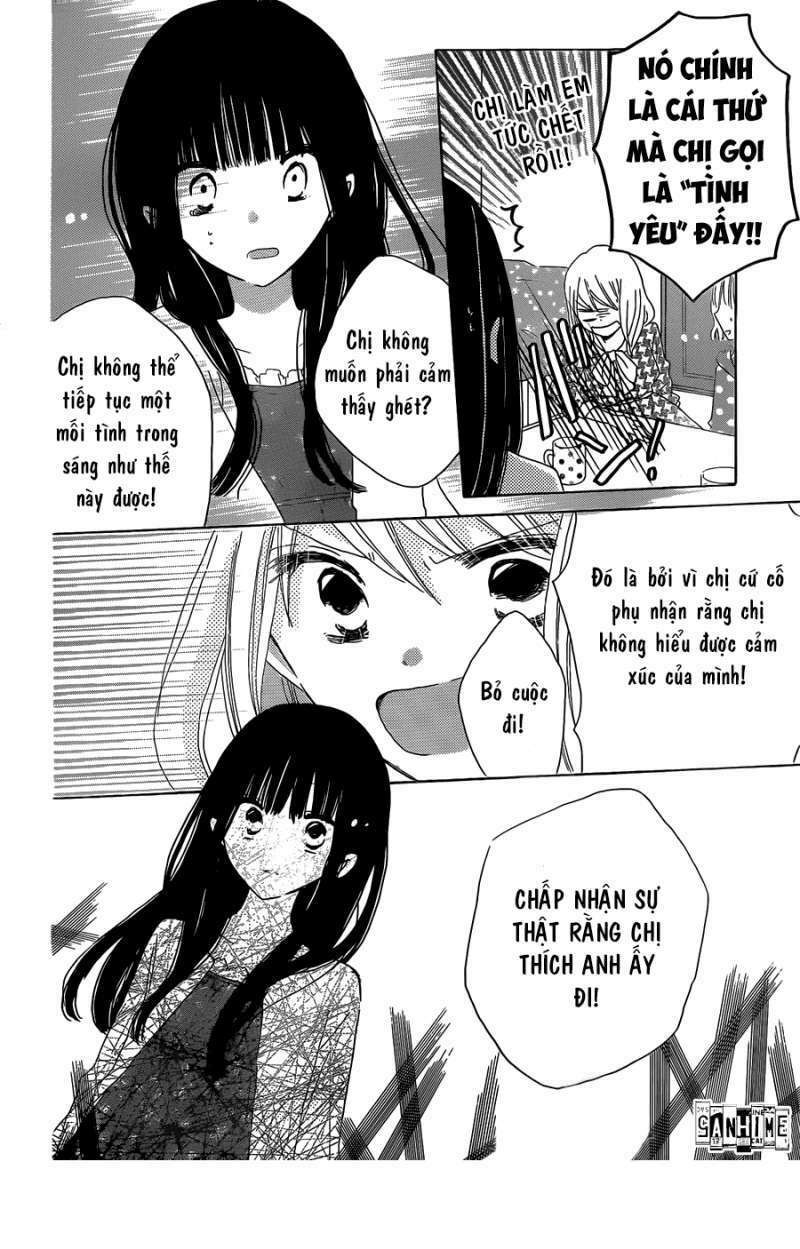 NÓ CHÍNH
LÀ CÁI THỨ
MÀ CHỊ GỌI
LÀ "TÌNH
YÊU" ĐẤY!!
CHỊ LÀM EM
TỨC CHẾT
RỒI!!
Chị không
muốn phải cảm
thấy ghét?
Chị không thể
tiếp tục một
mối tình trong
sáng như thế
này được!
Đó là bởi vì chị cứ cố
phụ nhận rằng chị
không hiểu được cảm
xúc của mình!
Bỏ cuộc
đi!
CHẤP NHẬN SỰ
THẬT RẰNG CHỊ
THÍCH ANH ẤY
ĐI!
SANHIME